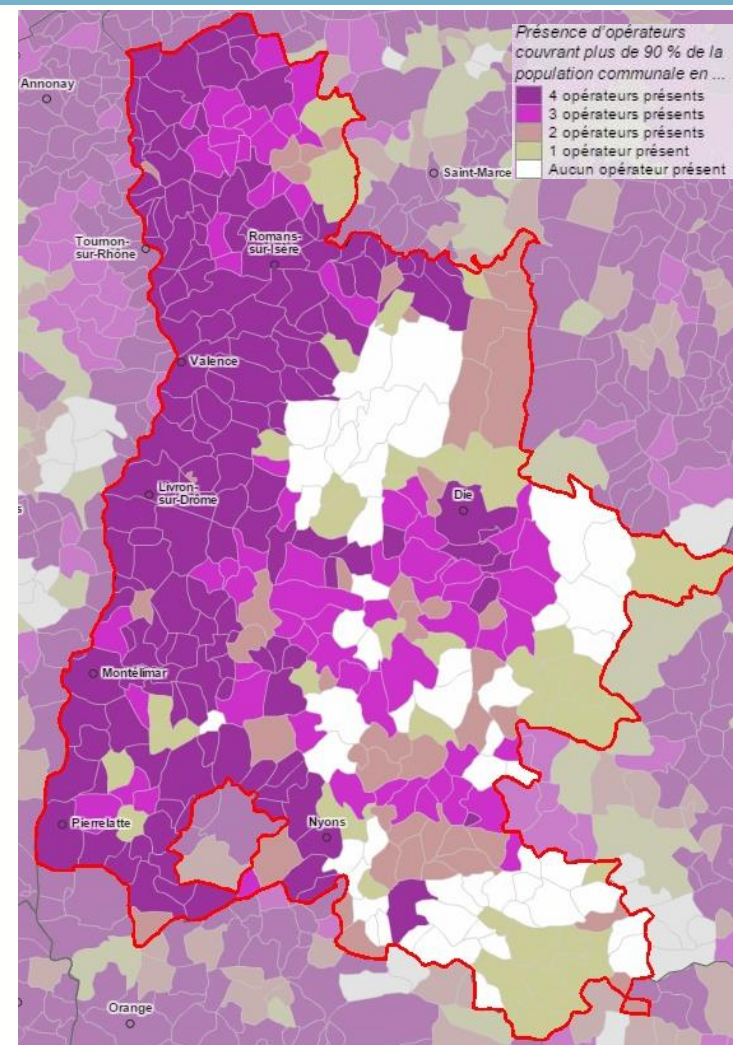 Présence d'opérateurs
couvrant plus de 90 % de la
population communale en ...
4 opérateurs présents
3 opérateurs présents
2 opérateurs présents
1 opérateur présent
Aucun opérateur présent
Annonay
Saint-Marce
Tournon-
sur-Rhône
Romans-
sur-Isère
Valence
Livron-
sur-Drôme
Die
s
Montélimar
Pierrelatte
Nyons
Orange